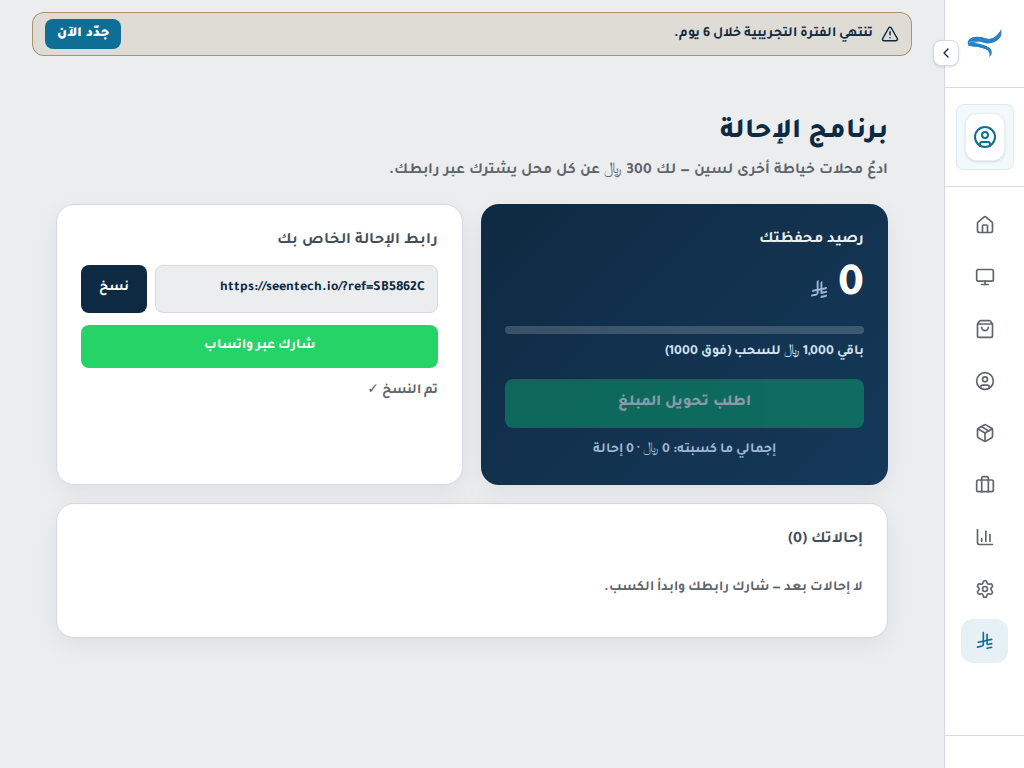 تنتهي الفترة التجريبية خلال 6 يوم.
جدّد الآن
برنامج الإحالة
ادعُ محلات خياطة أخرى لسين – لك 300 ﷼ عن كل محل يشترك عبر رابطك.
رصيد محفظتك
0
باقي 1,000 ﷼ للسحب (فوق 1000)
اطلب تحويل المبلغ
إجمالي ما كسبته: 0 ﷼ · 0 إحالة
رابط الإحالة الخاص بك
https://seentech.io/?ref=SB5862C
نسخ
شارك عبر واتساب
تم النسخ ✓
إحالاتك (0)
لا إحالات بعد – شارك رابطك وابدأ الكسب.